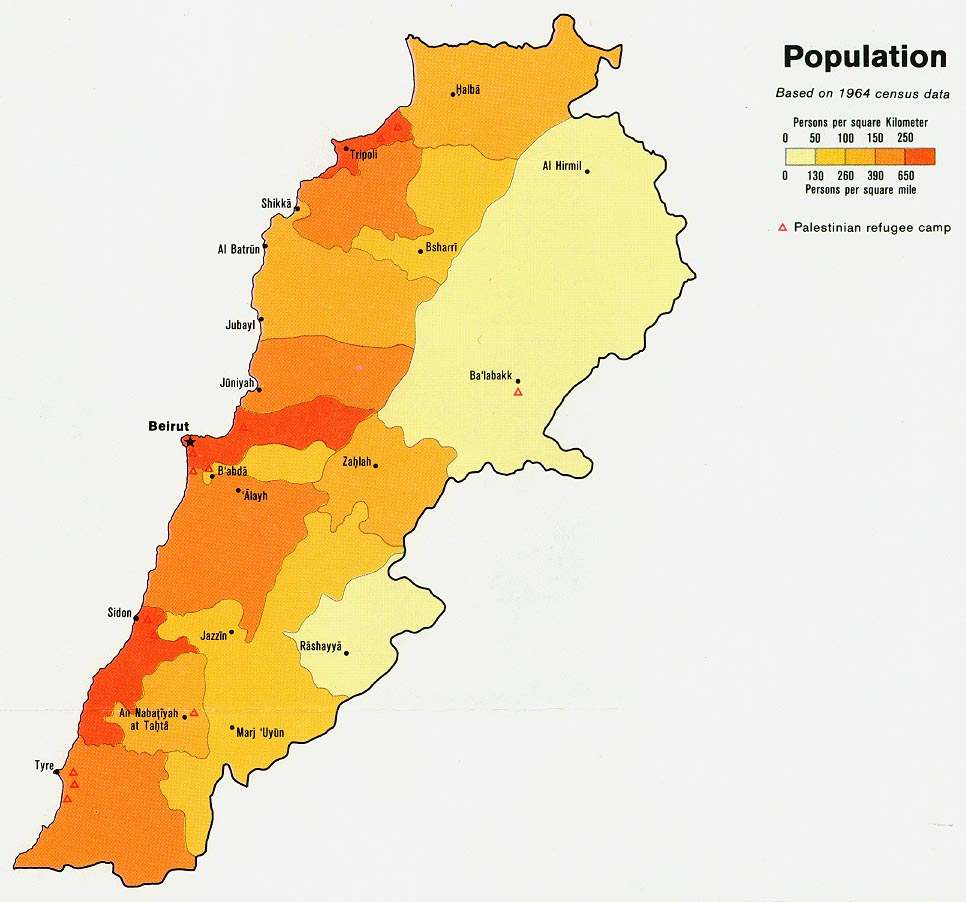 Population
Based on 1964 census data
Persons per square Kilometer
0 50 100 150 250
0 130 260 390 650
Persons per square mile
Palestinian refugee camp
Ḥalbā
Tripoli
Al Hirmil
Shikkā
Al Batrūn
Bsharrī
Jubayl
Jūniyah
Ba'labakk
Beirut
Zaḩlah
B'abdā
'Ālayh
Sidon
Jazzīn
Rāshayyā
An Nabaţīyah
at Taḩtā
Marj 'Uyūn
Tyre